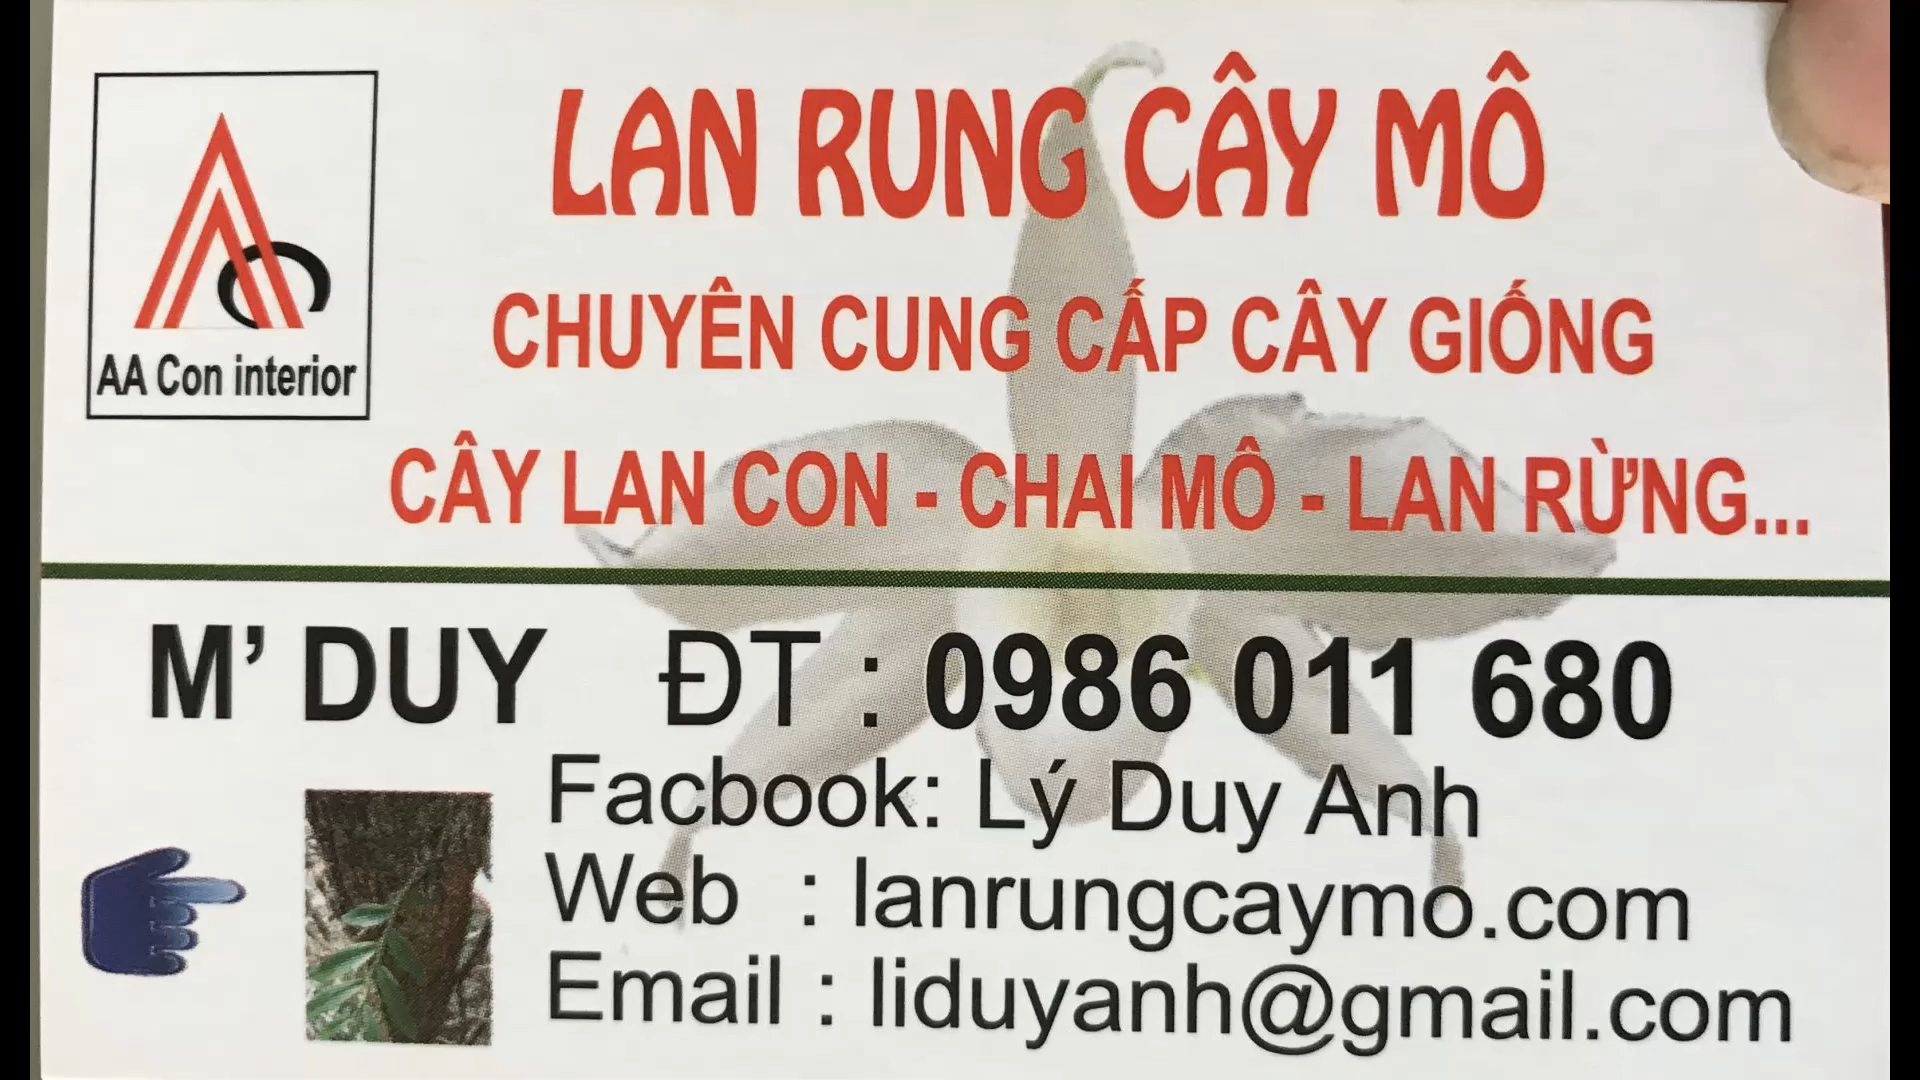 LAN RUNG CÂY MÔ
AA Con interior
CHUYÊN CUNG CẤP CÂY GIỐNG
CÂY LAN CON - CHAI MÔ - LAN RỪNG...
M' DUY ĐT : 0986 011 680
Facbook: Lý Duy Anh
Web : lanrungcaymo.com
Email : liduyanh@gmail.com